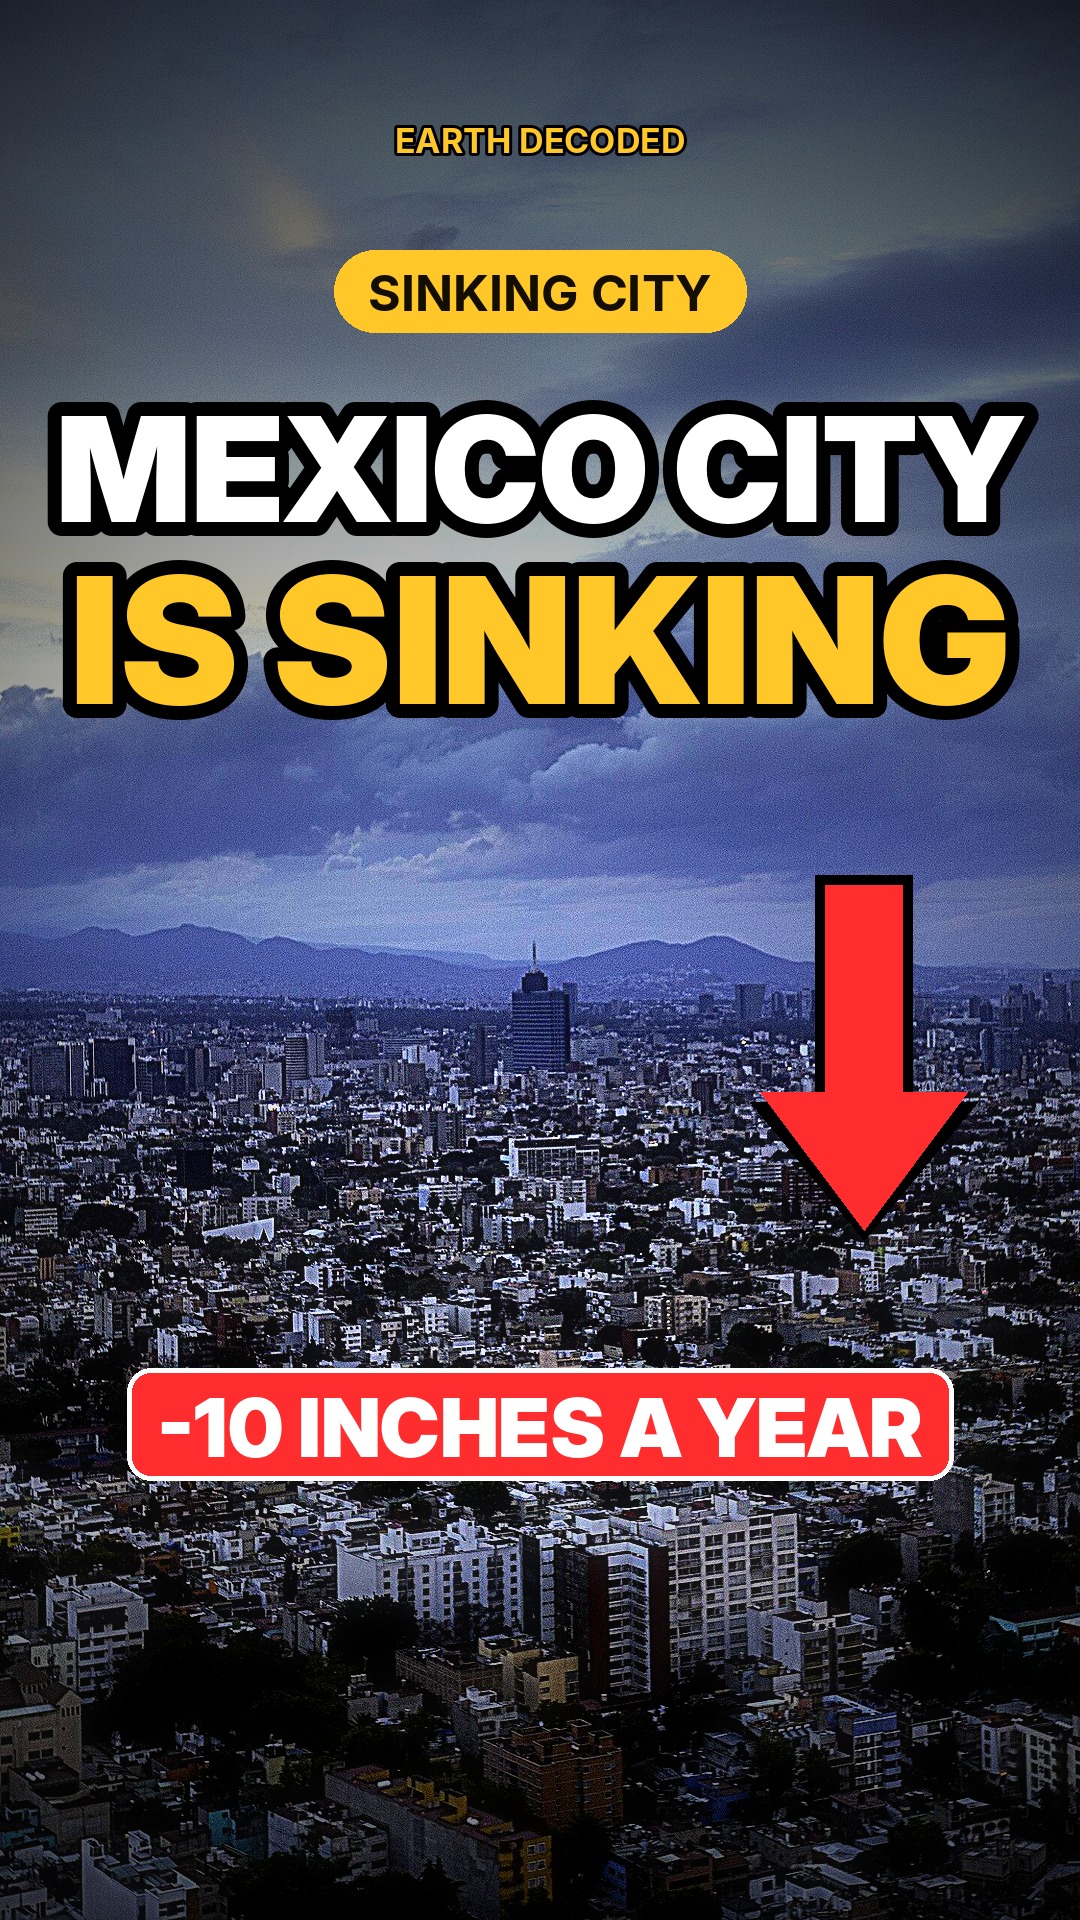 EARTH DECODED
SINKING CITY
MEXICO CITY
IS SINKING
-10 INCHES A YEAR